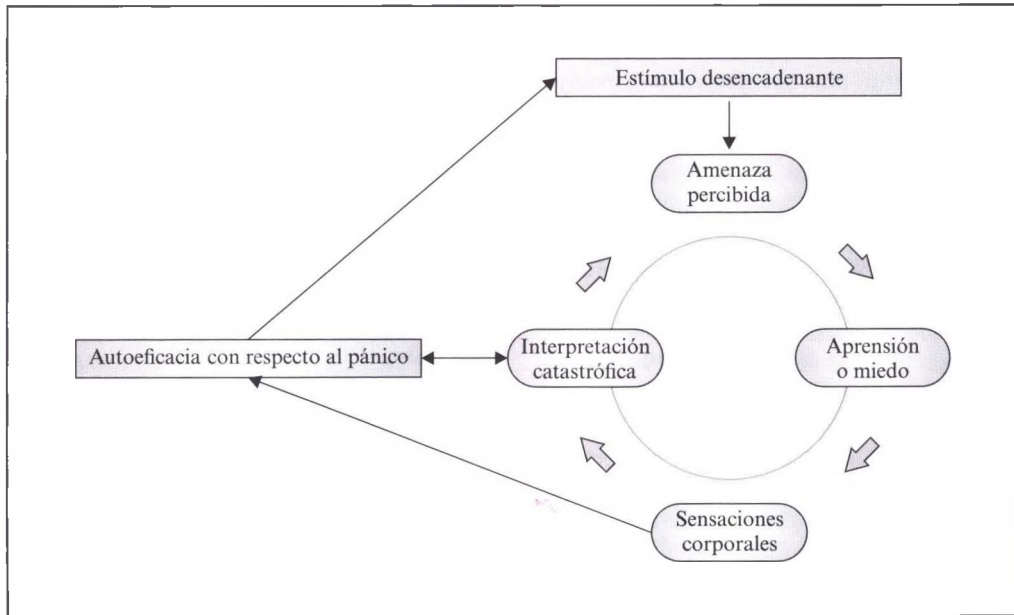 Estímulo desencadenante
Amenaza
percibida
Autoeficacia con respecto al pánico
Interpretación
catastrófica
Aprensión
o miedo
Sensaciones
corporales